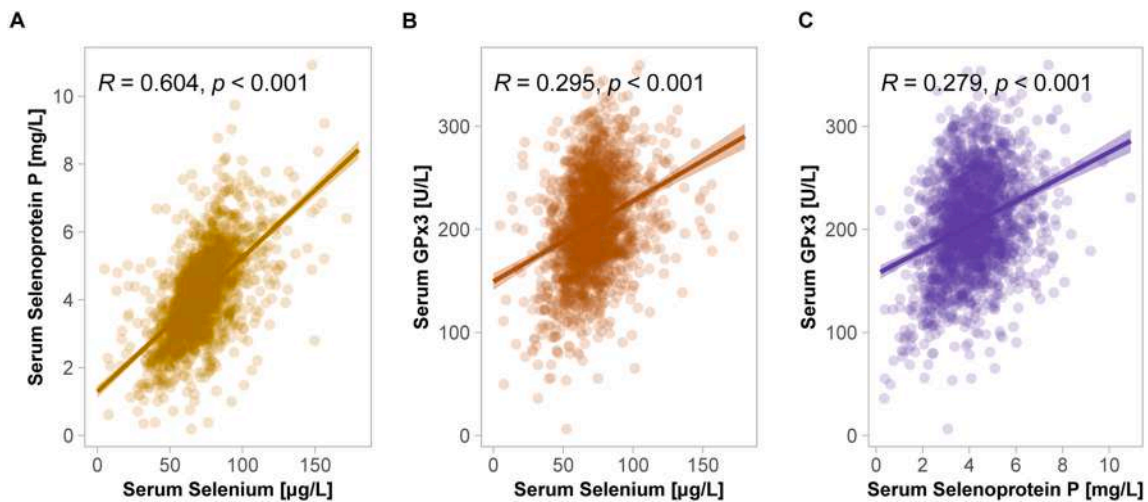 A
B
C
R = 0.604, p < 0.001
R = 0.295, p < 0.001
R = 0.279, p < 0.001
Serum Selenoprotein P [mg/L]
10
8
6
4
2
0
0 50 100 150
Serum Selenium [µg/L]
Serum GPx3 [U/L]
300
200
100
0
0 50 100 150
Serum Selenium [µg/L]
Serum GPx3 [U/L]
300
200
100
0
0 2 4 6 8 10
Serum Selenoprotein P [mg/L]